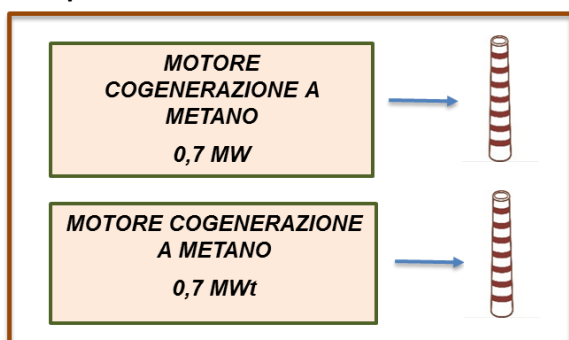 MOTORE
COGENERAZIONE A
METANO
0,7 MW
MOTORE COGENERAZIONE
A METANO
0,7 MWt